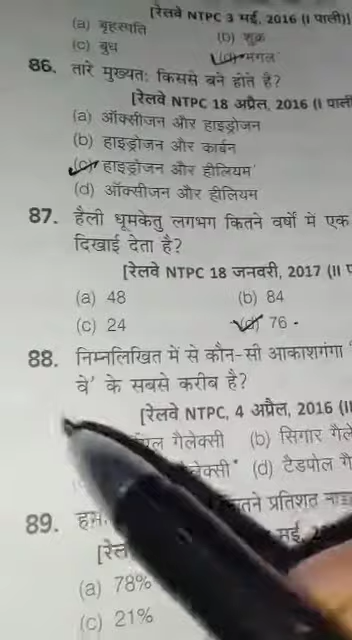 [रेलवे NTPC 3 मई, 2016 (I पाली)]
(a) बृहस्पति (b) शुक्र
(c) बुध (d) मंगल
86. तारे मुख्यतः किससे बने होते है?
[रेलवे NTPC 18 अप्रैल, 2016 (I पाली
(a) ऑक्सीजन और हाइड्रोजन
(b) हाइड्रोजन और कार्बन
(c) हाइड्रोजन और हीलियम
(d) ऑक्सीजन और हीलियम
87. हैली धूमकेतु लगभग कितने वर्षों में एक
दिखाई देता है?
[रेलवे NTPC 18 जनवरी, 2017 (II प
(a) 48 (b) 84
(c) 24 (d) 76
88. निम्नलिखित में से कौन-सी आकाशगंगा
वे' के सबसे करीब है?
[रेलवे NTPC, 4 अप्रैल, 2016 (II
गैलेक्सी (b) सिगार गैले
(d) टैडपोल गै
प्रतिशत
89.
मई,
[रेल
(a) 78%
(c) 21%